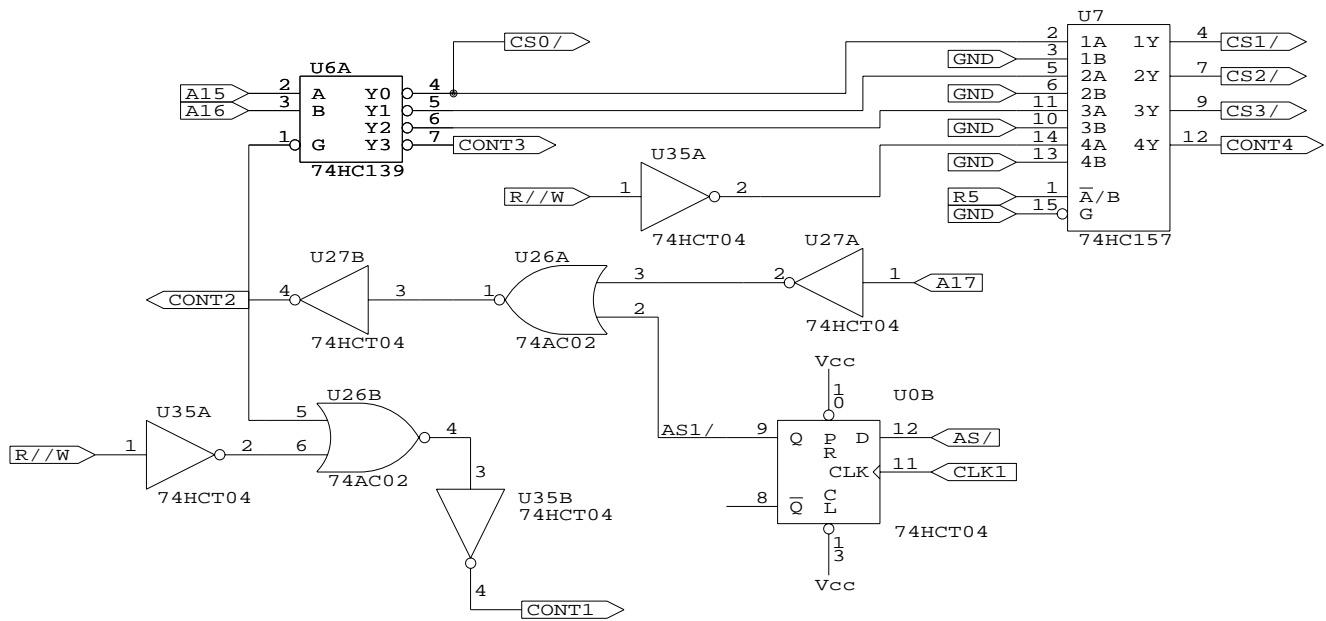 U7
CS0/
2 1A 1Y 4 CS1/
GND 3 1B
U6A
5 2A 2Y 7 CS2/
A15 2 A Y0 4
GND 6 2B
A16 3 B Y1 5
11 3A 3Y 9 CS3/
Y2 6
GND 10 3B
1 G Y3 7 CONT3
14 4A 4Y 12 CONT4
74HC139
U35A
GND 13 4B
R//W 1 2
R5 1 A/B
GND 15 G
74HCT04
74HC157
U27B
U26A
U27A
3 2 1 A17
CONT2 4 3 1
2
74HCT04
74AC02
74HCT04
Vcc
10
U0B
U26B
U35A
5 4
AS1/ 9 Q PR D 12 AS/
R//W 1 2 6
CLK 11 CLK1
3
74AC02
74HCT04
U35B
74HCT04
8 Q CL
74HCT04
13
Vcc
4
CONT1